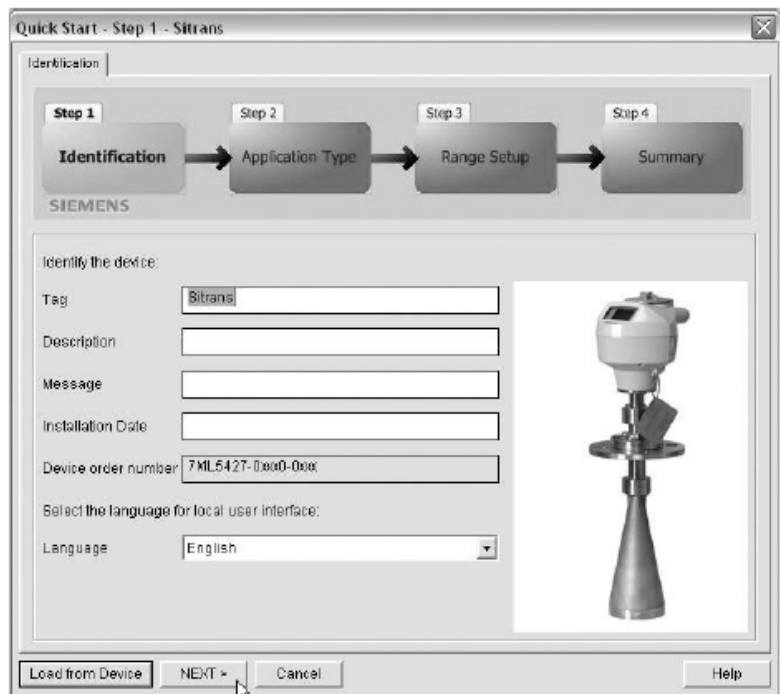 Quick Start - Step 1 - Sitrans
Identification
Step 1
Step 2
Step 3
Step 4
Identification
Application Type
Range Setup
Summary
SIEMENS
Identify the device:
Tag
Sitrans
Description
Message
Installation Date
Device order number
Select the language for local user interface:
Language
English
Load from Device
NEXT >
Cancel
Help